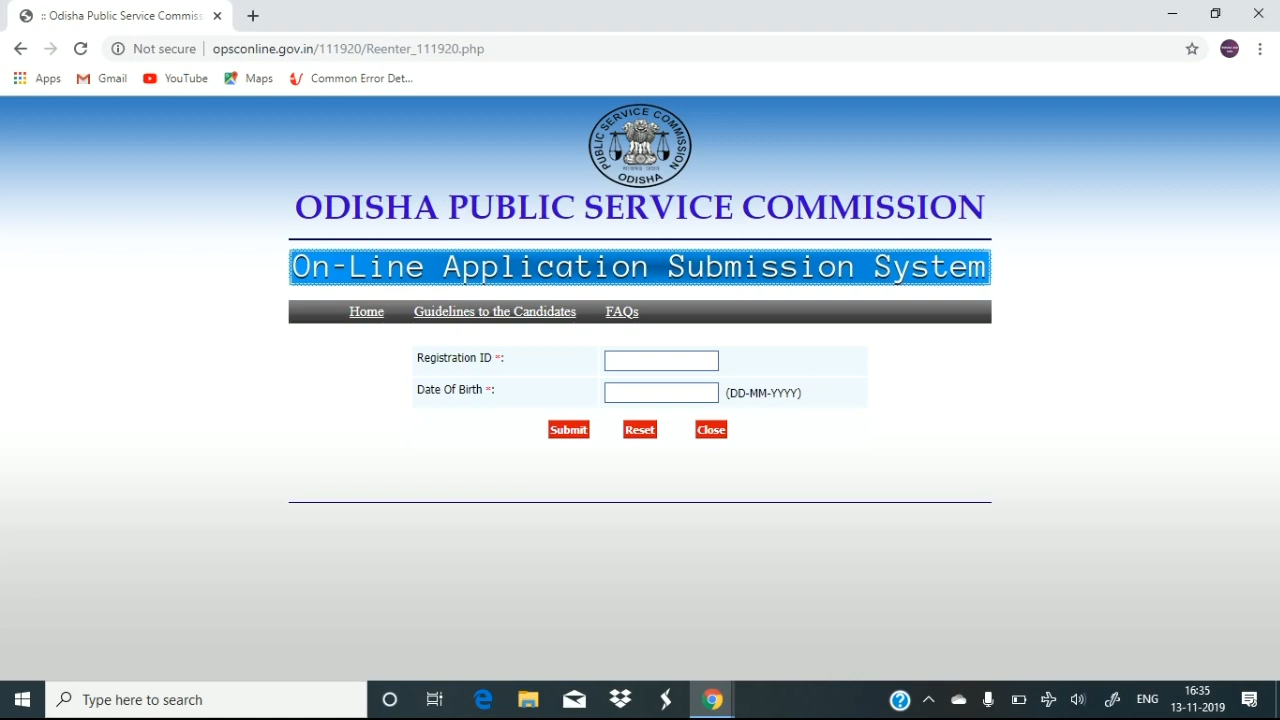 :: Odisha Public Service Commiss
Not secure
opsconline.gov.in/111920/Reenter_111920.php
Apps
Gmail
YouTube
Maps
Common Error Det...
PUBLIC SERVICE COMMISSION
ODISHA
ODISHA PUBLIC SERVICE COMMISSION
On-Line Application Submission System
Home Guidelines to the Candidates FAQs
Registration ID *:
Date Of Birth *: (DD-MM-YYYY)
Submit Reset Close
Type here to search
ENG
16:35
13-11-2019